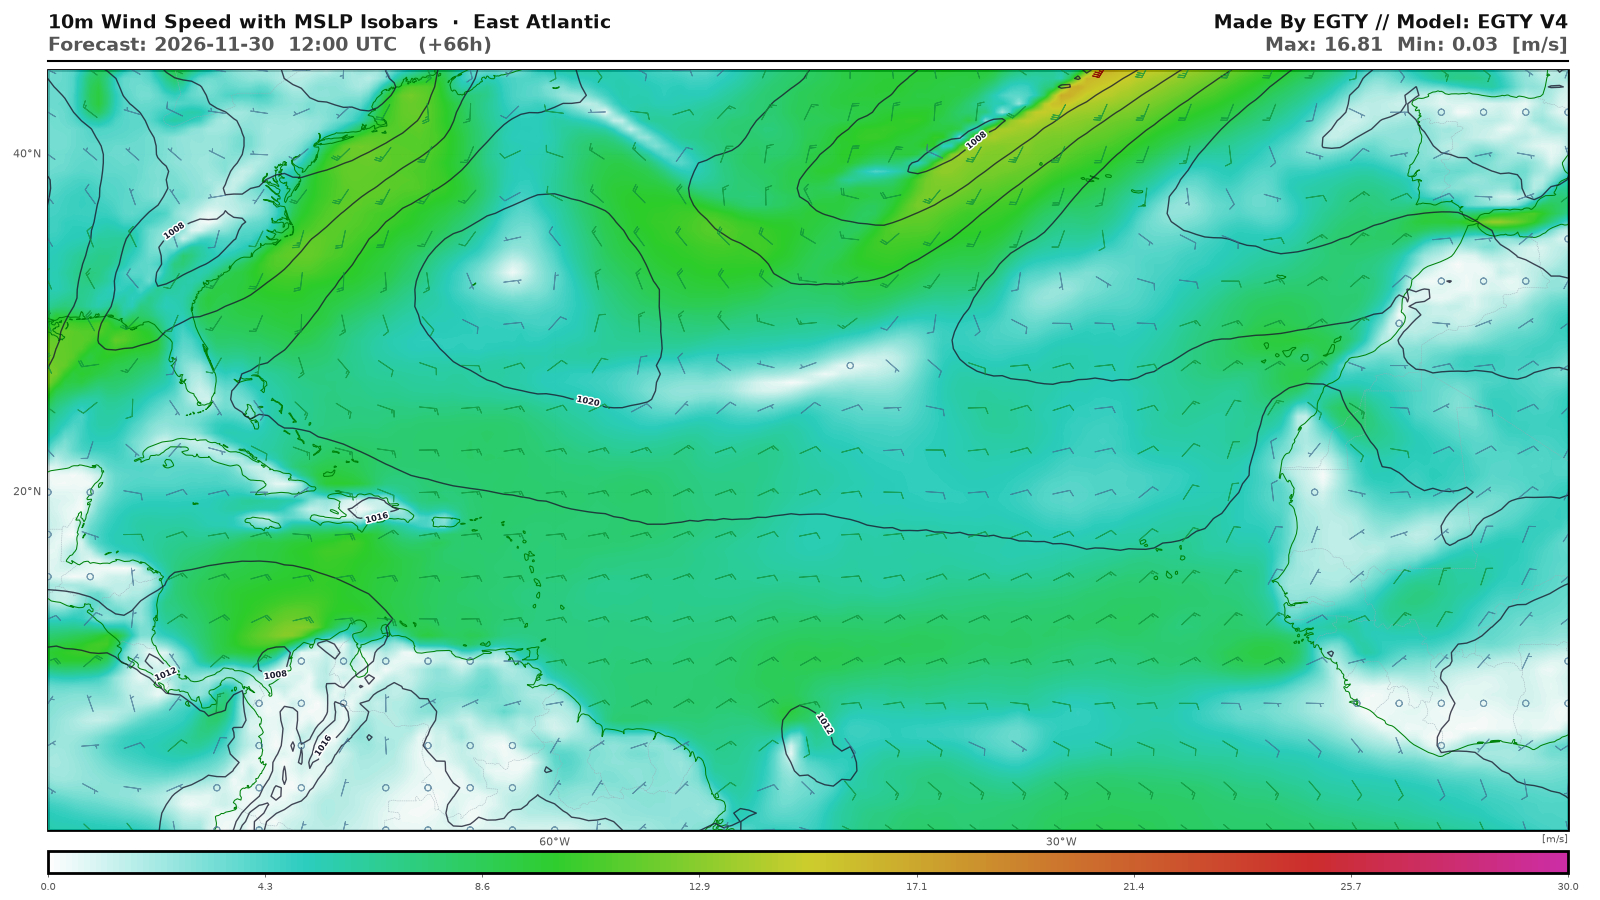 10m Wind Speed with MSLP Isobars · East Atlantic
Made By EGTY // Model: EGTY V4
Forecast: 2026-11-30 12:00 UTC (+66h)
Max: 16.81 Min: 0.03 [m/s]
1008
40°N
1008
1020
20°N
1016
1012
1008
1012
1016
60°W
30°W
[m/s]
0.0
4.3
8.6
12.9
17.1
21.4
25.7
30.0